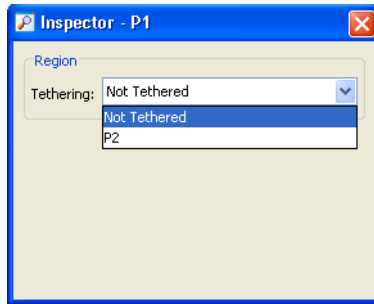 Inspector - P1
Region
Tethering: Not Tethered
Not Tethered
P2